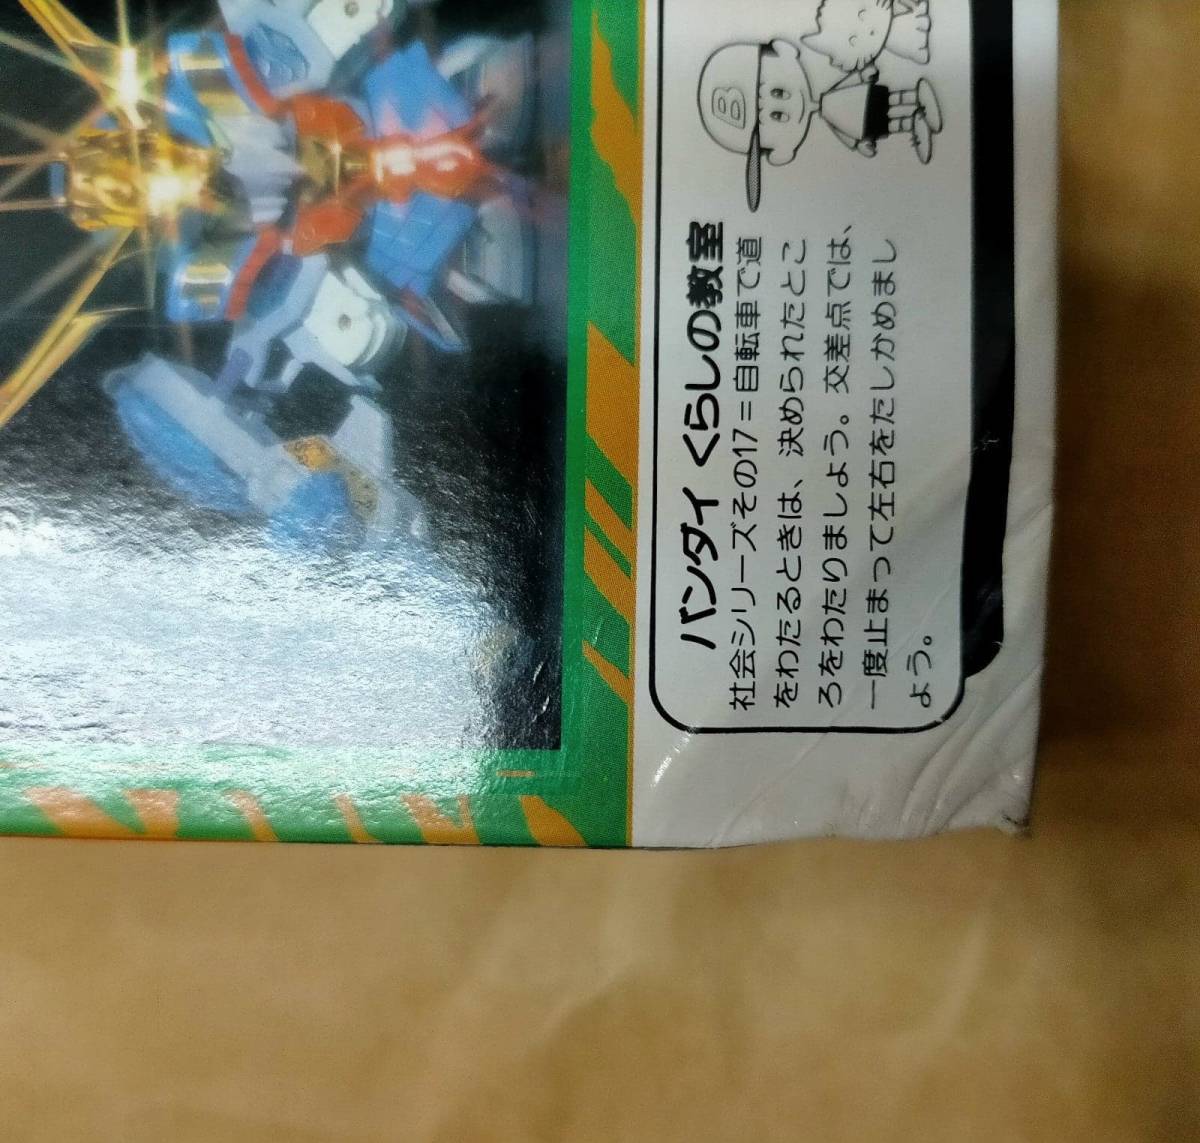 B
バンダイ くらしの教室
社会シリーズその17＝自転車で道
をわたるときは、決められたとこ
ろをわたりましょう。交差点では、
一度止まって左右をたしかめまし
ょう。